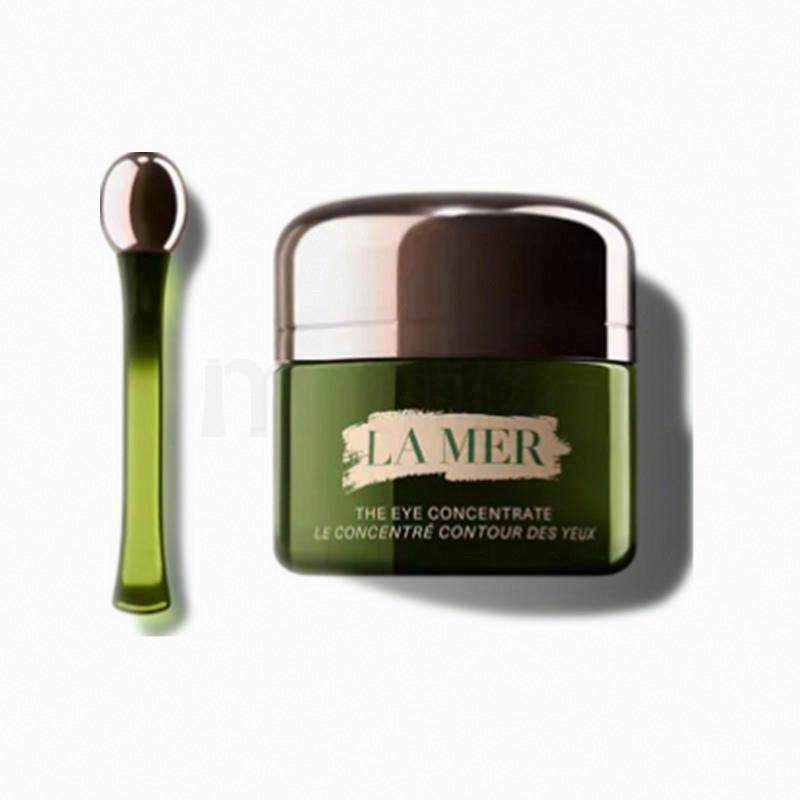 LA MER
THE EYE CONCENTRATE
LE CONCENTRÉ CONTOUR DES YEUX